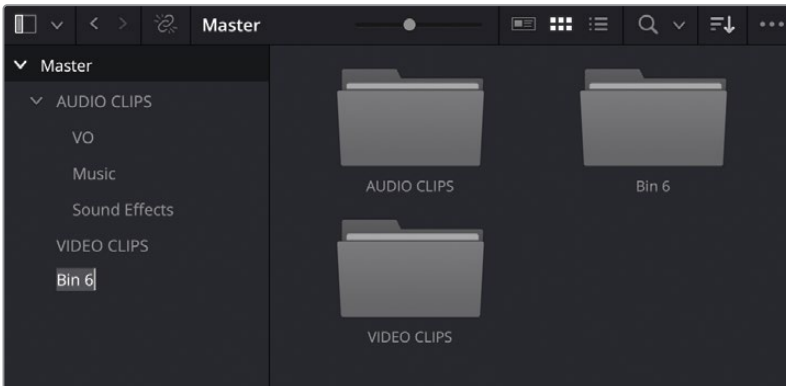 Master
Master
AUDIO CLIPS
VO
Music
Sound Effects
VIDEO CLIPS
Bin 6
AUDIO CLIPS
Bin 6
VIDEO CLIPS